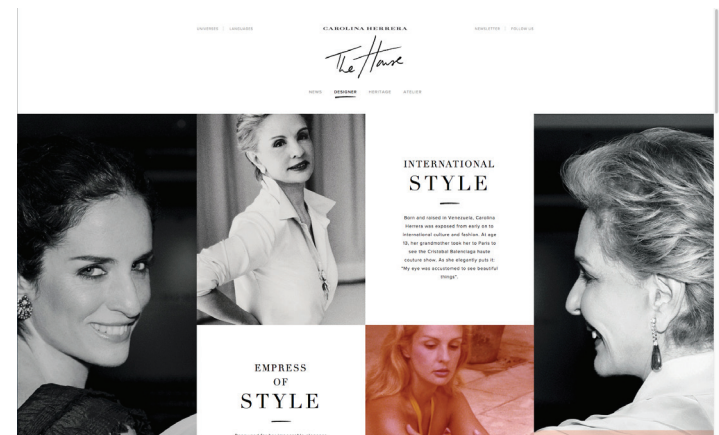 UNIVERSES | LANGUAGES
CAROLINA HERRERA
NEWSLETTER | FOLLOW US
The House
NEWS DESIGNER HERITAGE ATELIER
INTERNATIONAL
STYLE
Born and raised in Venezuela, Carolina
Herrera was exposed from early on to
international culture and fashion. At age
13, her grandmother took her to Paris to
see the Cristobal Balenciaga haute
couture show. As she elegantly puts it:
"My eye was accustomed to see beautiful
things".
EMPRESS
OF
STYLE